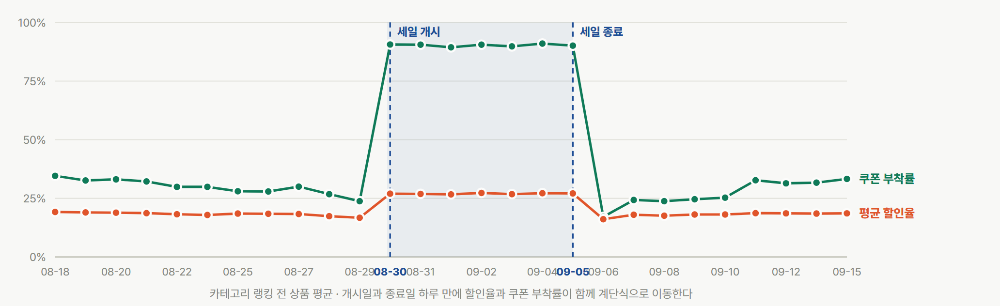 100%
세일 개시
세일 종료
75%
50%
쿠폰 부착률
25%
평균 할인율
0%
08-18 08-20 08-22 08-25 08-27 08-29 08-30 08-31 09-02 09-04 09-05 09-06 09-08 09-10 09-12 09-15
카테고리 랭킹 전 상품 평균 · 개시일과 종료일 하루 만에 할인율과 쿠폰 부착률이 함께 계단식으로 이동한다